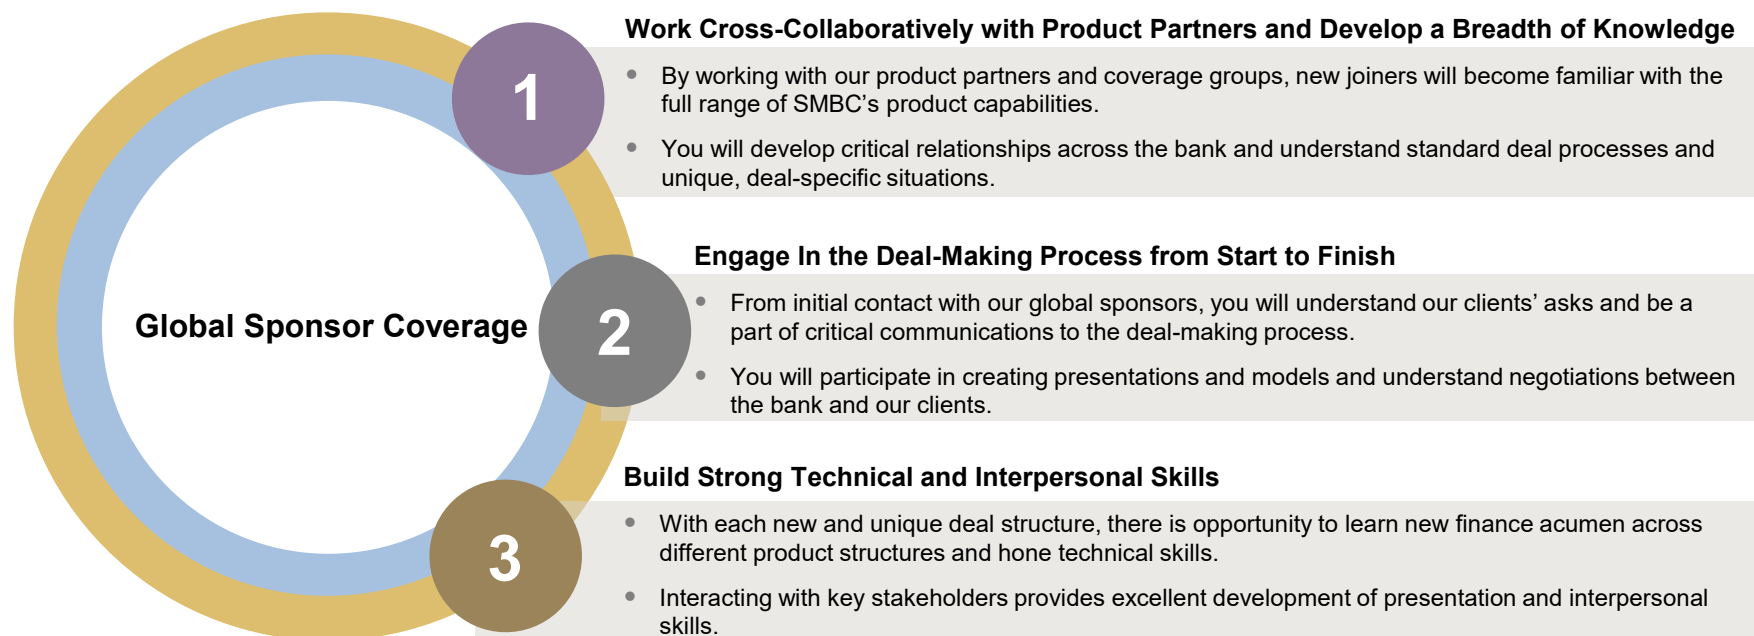 Work Cross-Collaboratively with Product Partners and Develop a Breadth of Knowledge
1
• By working with our product partners and coverage groups, new joiners will become familiar with the
full range of SMBC's product capabilities.
• You will develop critical relationships across the bank and understand standard deal processes and
unique, deal-specific situations.
Global Sponsor Coverage
Engage In the Deal-Making Process from Start to Finish
2
• From initial contact with our global sponsors, you will understand our clients' asks and be a
part of critical communications to the deal-making process.
• You will participate in creating presentations and models and understand negotiations between
the bank and our clients.
Build Strong Technical and Interpersonal Skills
3
• With each new and unique deal structure, there is opportunity to learn new finance acumen across
different product structures and hone technical skills.
• Interacting with key stakeholders provides excellent development of presentation and interpersonal
skills.